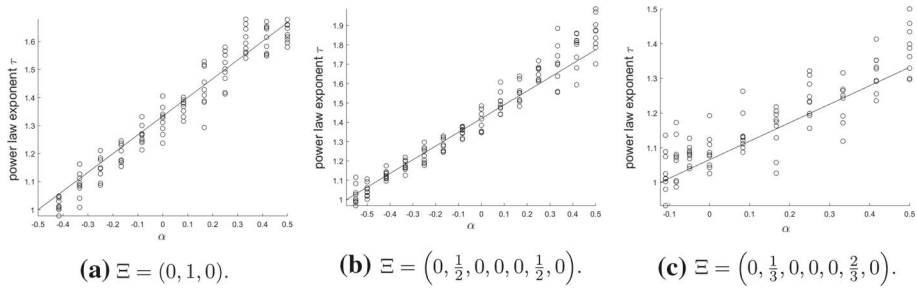 1.6
1.5
1.4
1.3
1.2
1.1
1
power law exponent τ
-0.5 -0.4 -0.3 -0.2 -0.1 0 0.1 0.2 0.3 0.4 0.5
α
(a) Ξ = (0, 1, 0).
1.9
1.8
1.7
1.6
1.5
1.4
1.3
1.2
1.1
1
power law exponent τ
-0.5 -0.4 -0.3 -0.2 -0.1 0 0.1 0.2 0.3 0.4 0.5
α
(b) Ξ = (0, 1/2, 0, 0, 0, 1/2, 0).
1.5
1.4
1.3
1.2
1.1
1
power law exponent τ
-0.1 0 0.1 0.2 0.3 0.4 0.5
α
(c) Ξ = (0, 1/3, 0, 0, 0, 2/3, 0).